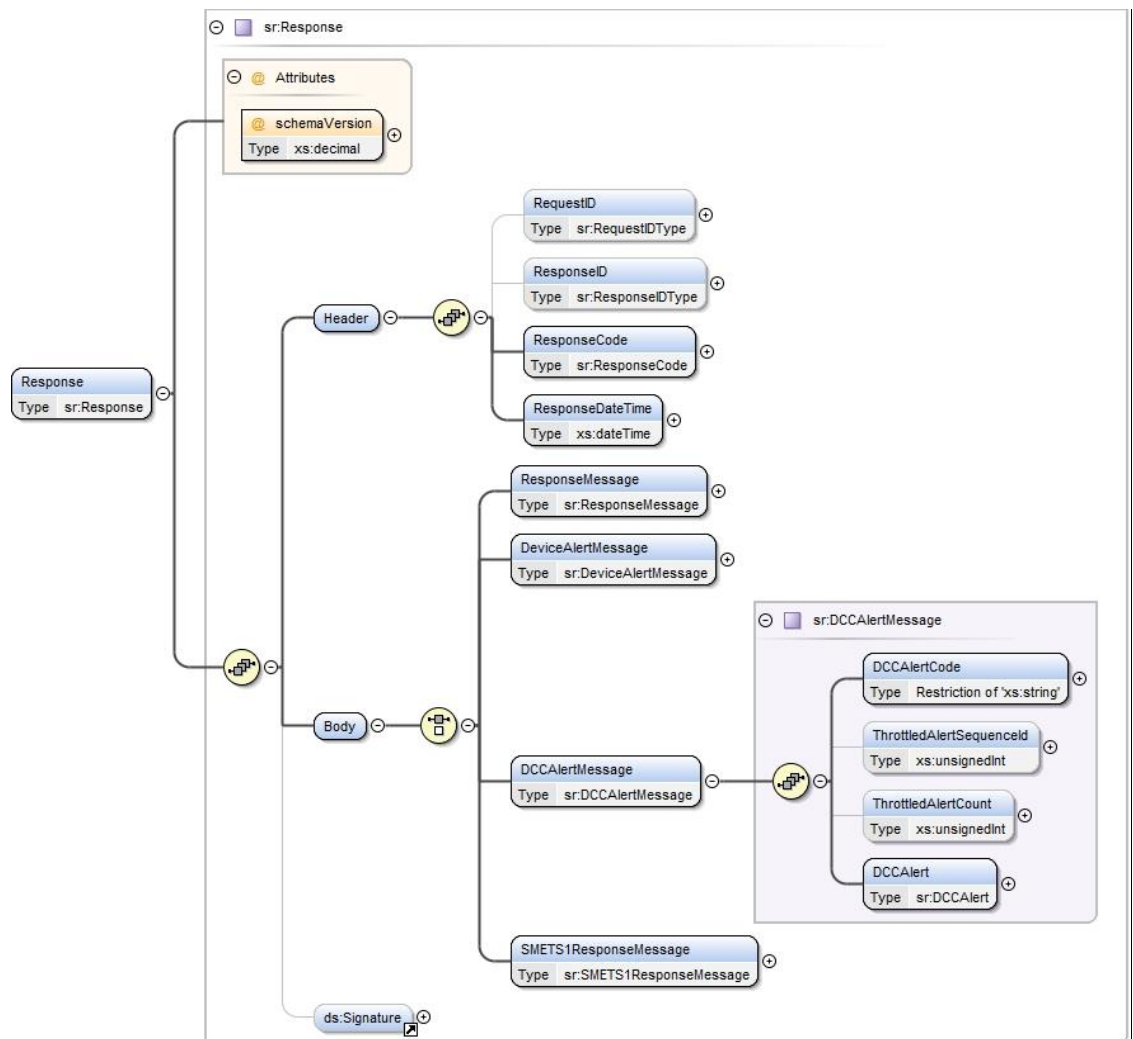 sr:Response
@ Attributes
@ schemaVersion
Type xs:decimal
RequestID
Type sr:RequestIDType
ResponseID
Type sr:ResponseIDType
Header
ResponseCode
Type sr:ResponseCode
Response
Type sr:Response
ResponseDateTime
Type xs:dateTime
ResponseMessage
Type sr:ResponseMessage
DeviceAlertMessage
Type sr:DeviceAlertMessage
sr:DCCAlertMessage
DCCAlertCode
Type Restriction of 'xs:string'
Body
ThrottledAlertSequenceId
Type xs:unsignedInt
DCCAlertMessage
Type sr:DCCAlertMessage
ThrottledAlertCount
Type xs:unsignedInt
DCCAlert
Type sr:DCCAlert
SMETS1ResponseMessage
Type sr:SMETS1ResponseMessage
ds:Signature